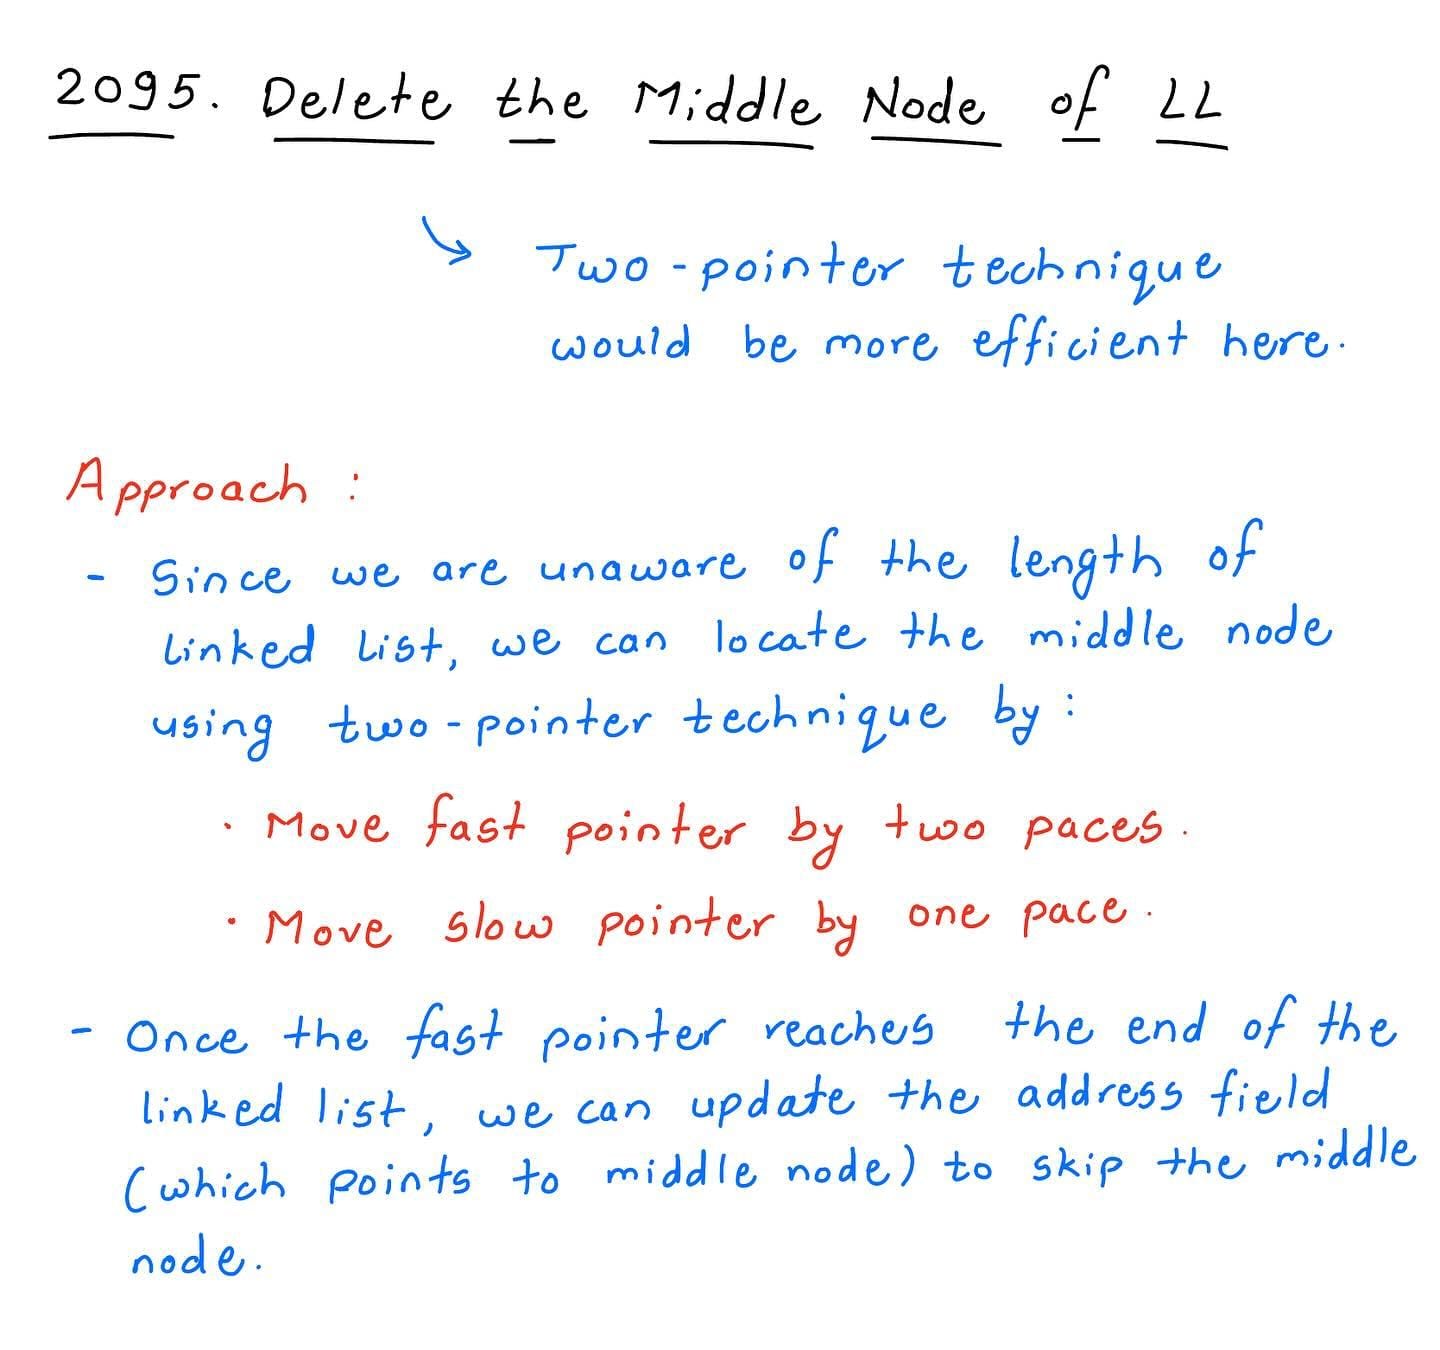 2095. Delete the Middle Node of LL
Two-pointer technique
would be more efficient here.
Approach :
- Since we are unaware of the length of
linked list, we can locate the middle node
using two-pointer technique by :
• Move fast pointer by two paces.
• Move slow pointer by one pace.
- Once the fast pointer reaches the end of the
linked list, we can update the address field
(which points to middle node) to skip the middle
node.